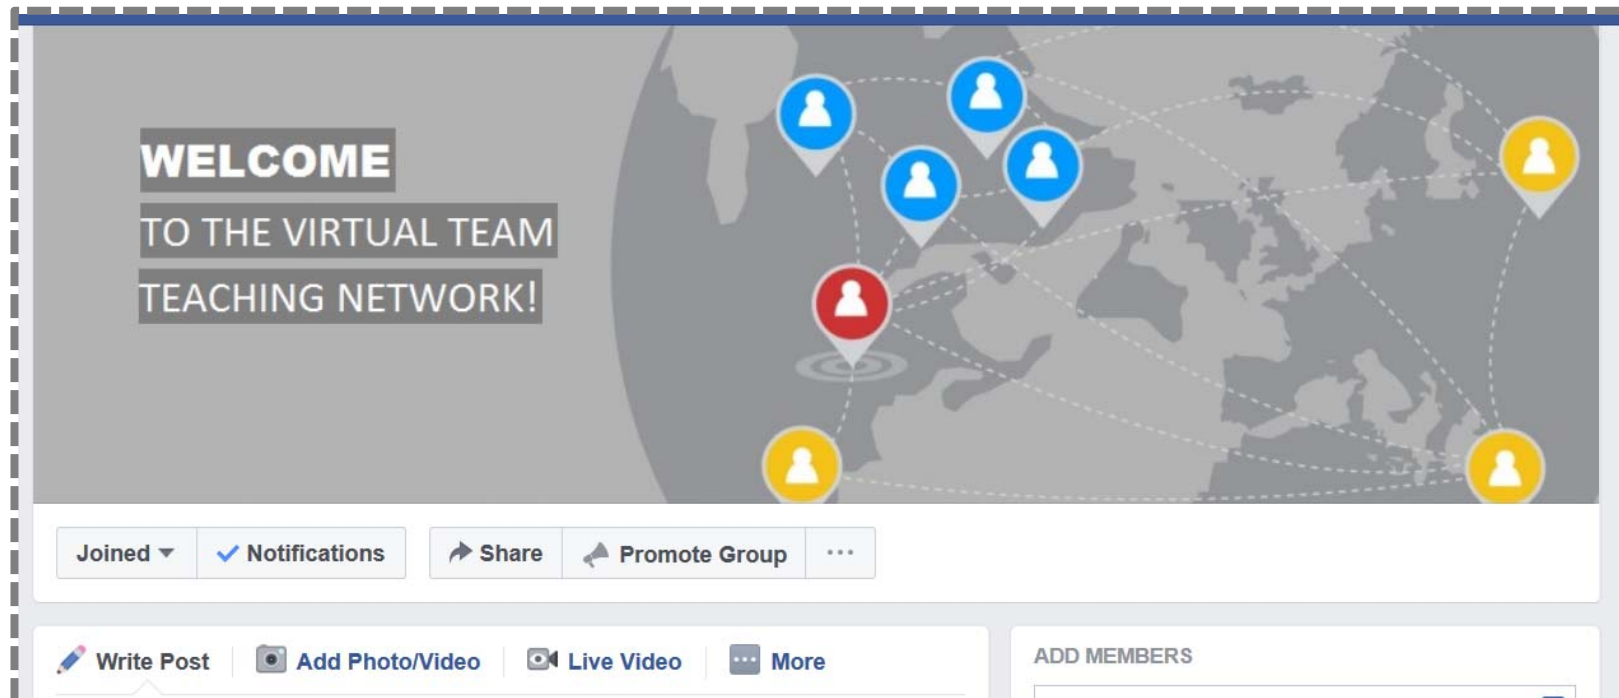 WELCOME
TO THE VIRTUAL TEAM
TEACHING NETWORK!
Joined Notifications Share Promote Group ...
Write Post Add Photo/Video Live Video More
ADD MEMBERS